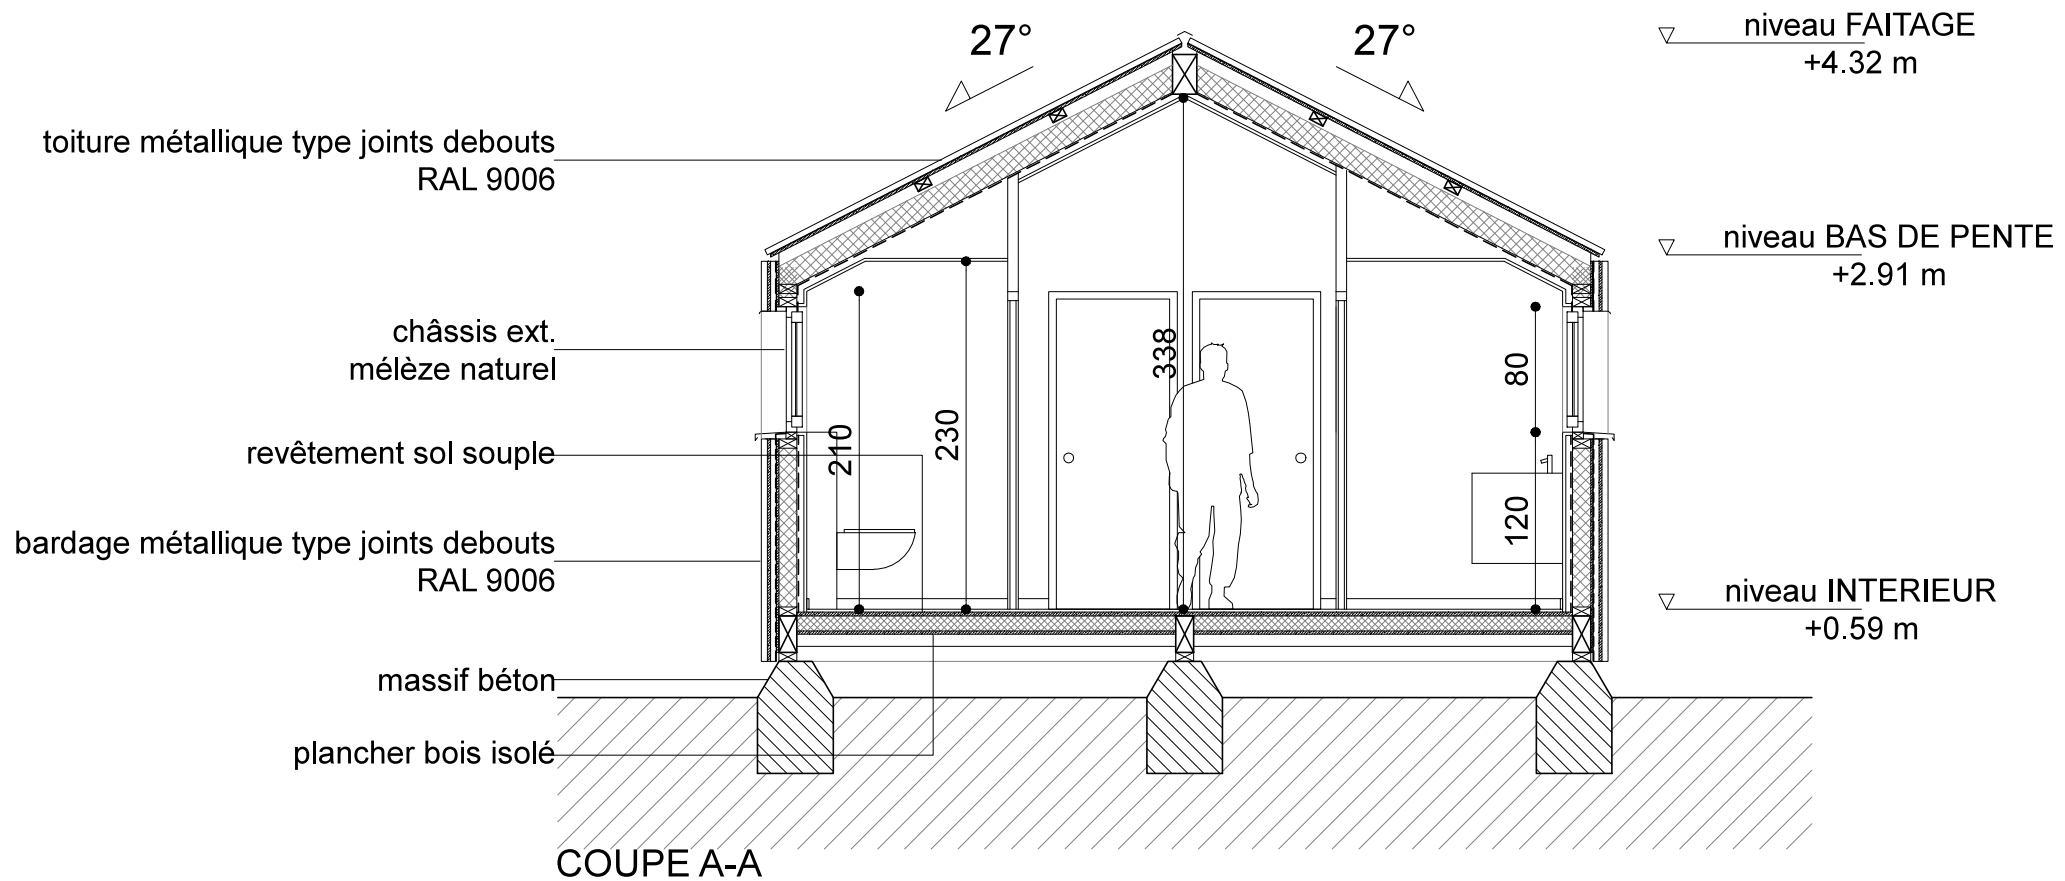 27°
27°
niveau FAITAGE
+4.32 m
toiture métallique type joints debouts
RAL 9006
niveau BAS DE PENTE
+2.91 m
châssis ext.
mélèze naturel
338
80
210
230
revêtement sol souple
120
bardage métallique type joints debouts
RAL 9006
niveau INTERIEUR
+0.59 m
massif béton
plancher bois isolé
COUPE A-A